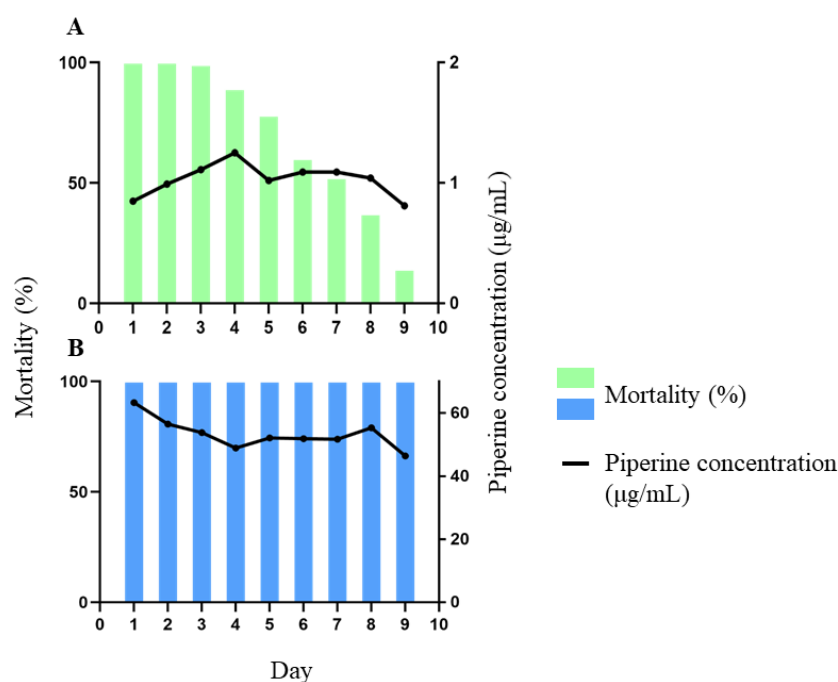 A
100
50
0
2
1
0
0 1 2 3 4 5 6 7 8 9 10
B
100
50
0
60
40
20
0
0 1 2 3 4 5 6 7 8 9 10
Mortality (%)
Piperine concentration (µg/mL)
Day
Mortality (%)
Piperine concentration
(µg/mL)